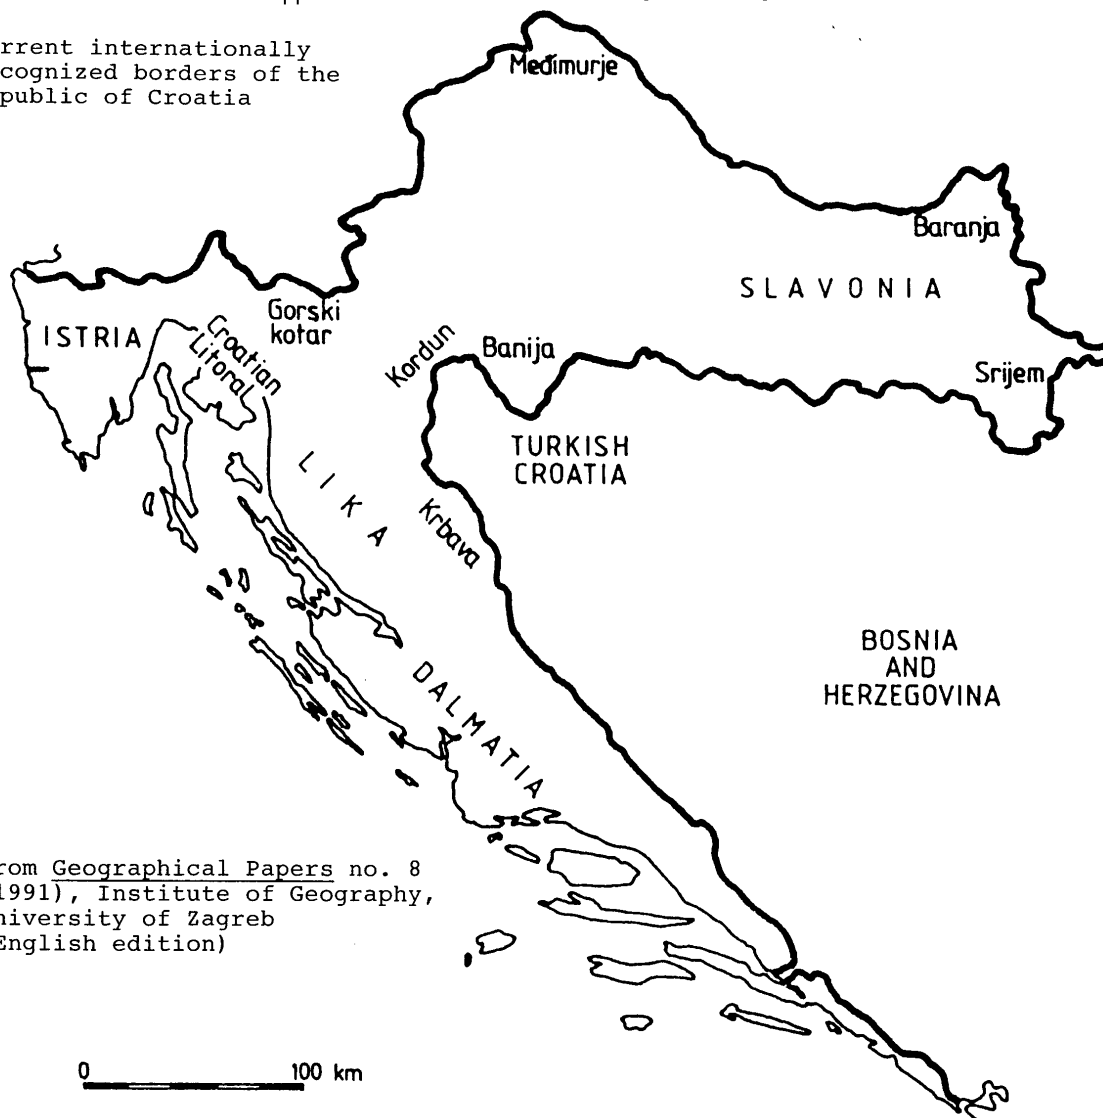 rrent internationally
cognized borders of the
public of Croatia
Međimurje
Baranja
SLAVONIA
Gorski
kotar
ISTRIA
Croatian
Litoral
Kordun
Banija
Srijem
TURKISH
CROATIA
LIKA
Krbava
BOSNIA
AND
HERZEGOVINA
DALMATIA
rom Geographical Papers no. 8
1991), Institute of Geography,
niversity of Zagreb
English edition)
0 100 km